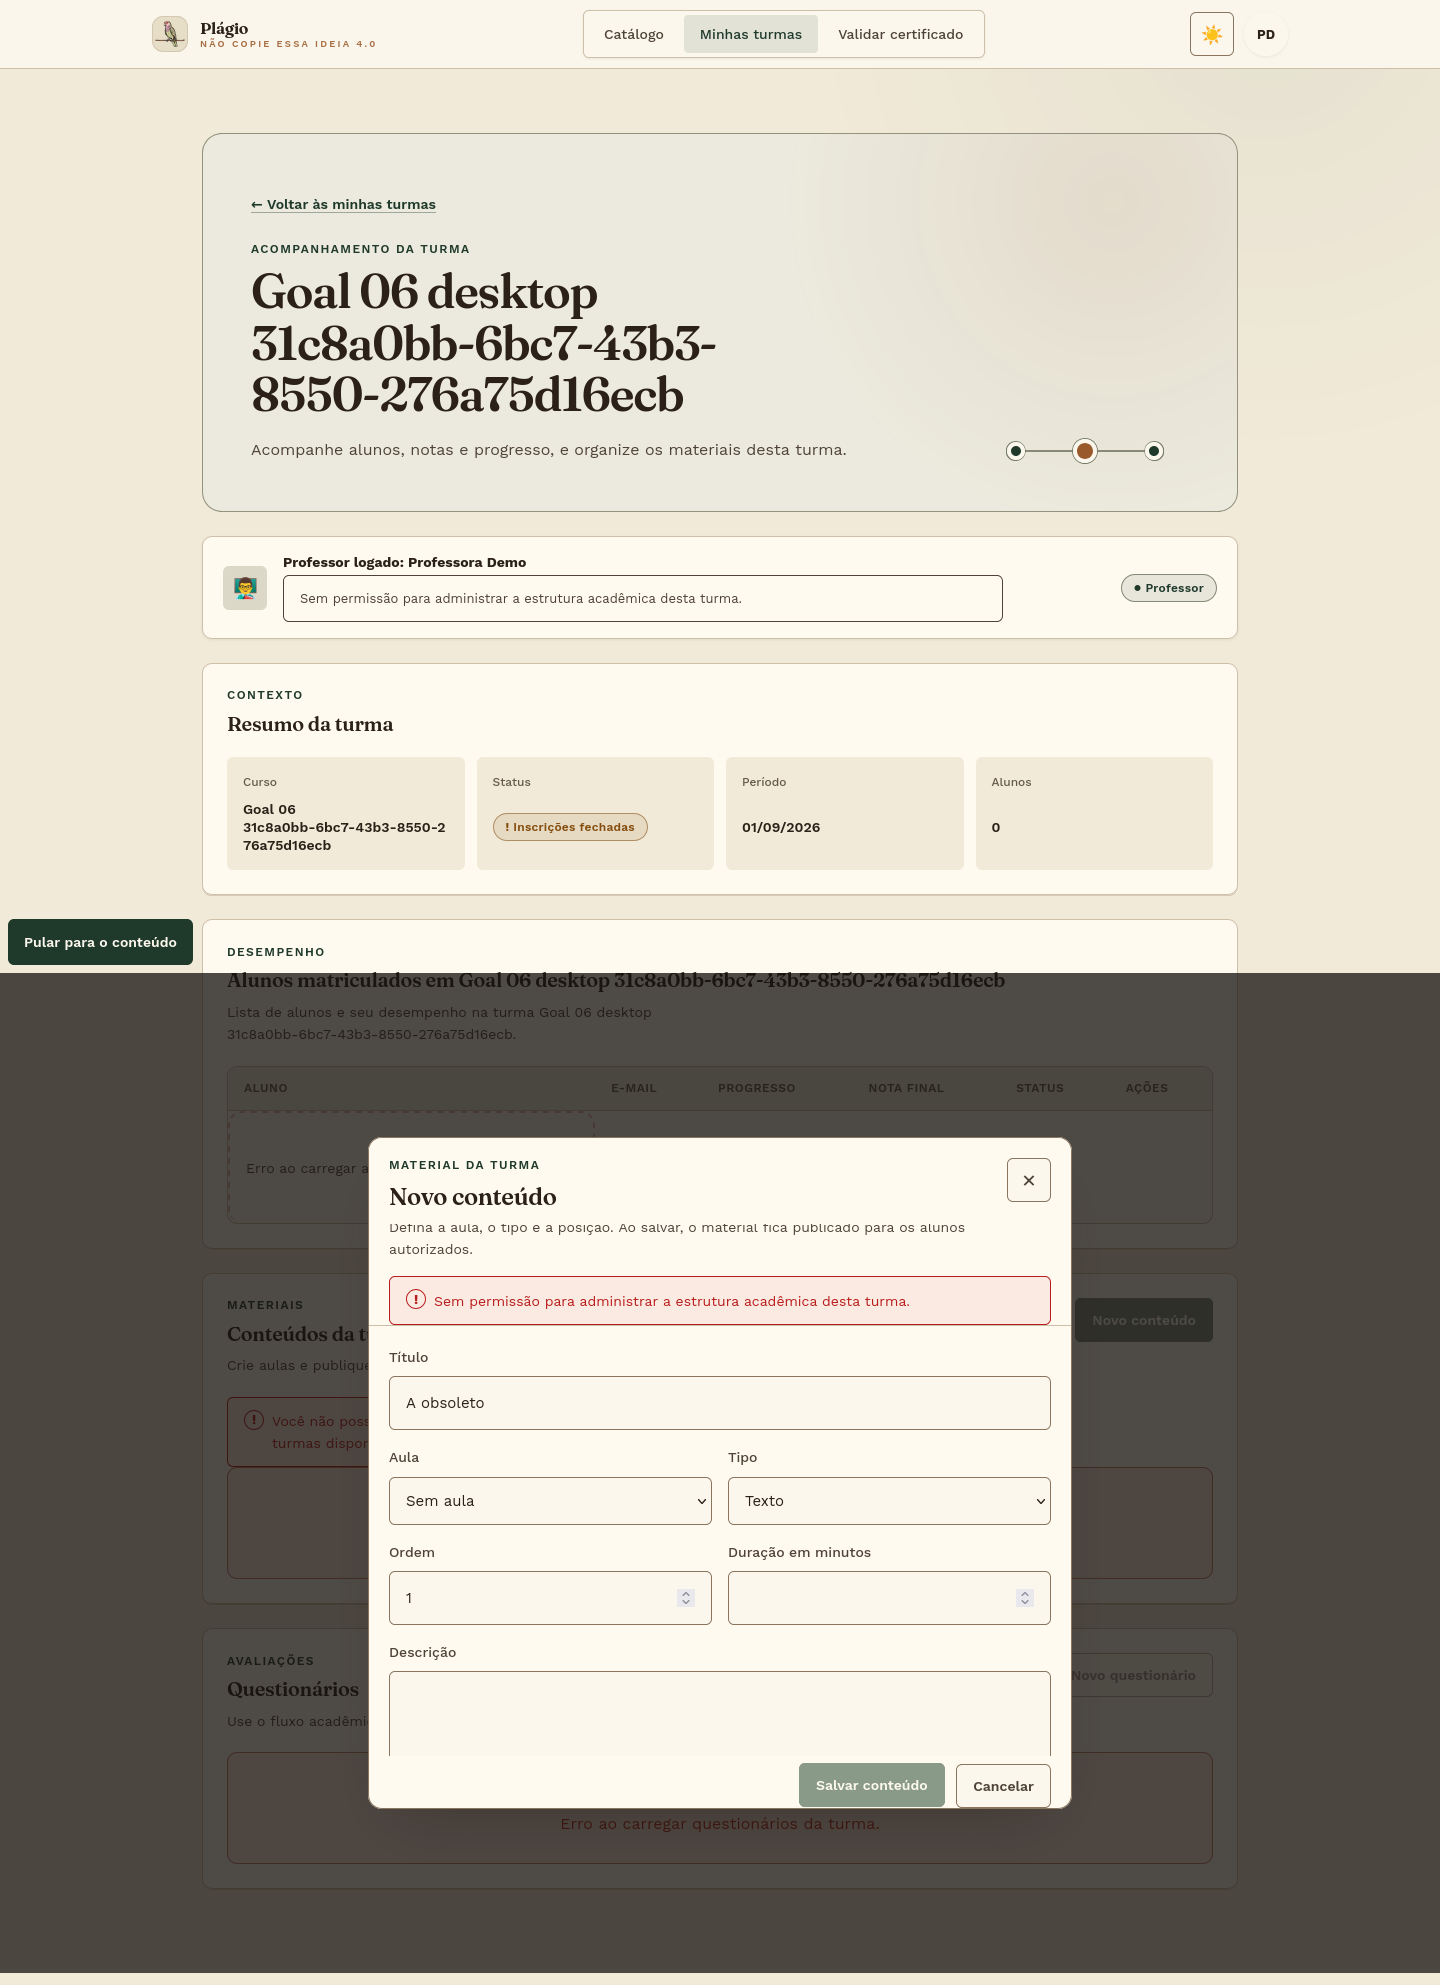 Plágio
NÃO COPIE ESSA IDEIA 4.0
Catálogo
Minhas turmas
Validar certificado
PD
← Voltar às minhas turmas
ACOMPANHAMENTO DA TURMA
Goal 06 desktop
31c8a0bb-6bc7-43b3-
8550-276a75d16ecb
Acompanhe alunos, notas e progresso, e organize os materiais desta turma.
Professor logado: Professora Demo
Sem permissão para administrar a estrutura acadêmica desta turma.
● Professor
CONTEXTO
Resumo da turma
Curso
Goal 06
31c8a0bb-6bc7-43b3-8550-2
76a75d16ecb
Status
! Inscrições fechadas
Período
01/09/2026
Alunos
0
Pular para o conteúdo
DESEMPENHO
Alunos matriculados em Goal 06 desktop 31c8a0bb-6bc7-43b3-8550-276a75d16ecb
Lista de alunos e seu desempenho na turma Goal 06 desktop
31c8a0bb-6bc7-43b3-8550-276a75d16ecb.
ALUNO
E-MAIL
PROGRESSO
NOTA FINAL
STATUS
AÇÕES
Erro ao carregar a
MATERIAL DA TURMA
Novo conteúdo
×
Defina a aula, o tipo e a posição. Ao salvar, o material fica publicado para os alunos
autorizados.
! Sem permissão para administrar a estrutura acadêmica desta turma.
Título
A obsoleto
Aula
Sem aula
Tipo
Texto
Ordem
1
Duração em minutos
Descrição
Salvar conteúdo
Cancelar
MATERIAIS
Conteúdos da t
Crie aulas e publique
Novo conteúdo
! Você não poss
turmas dispor
AVALIAÇÕES
Questionários
Use o fluxo acadêmi
Novo questionário
Erro ao carregar questionários da turma.